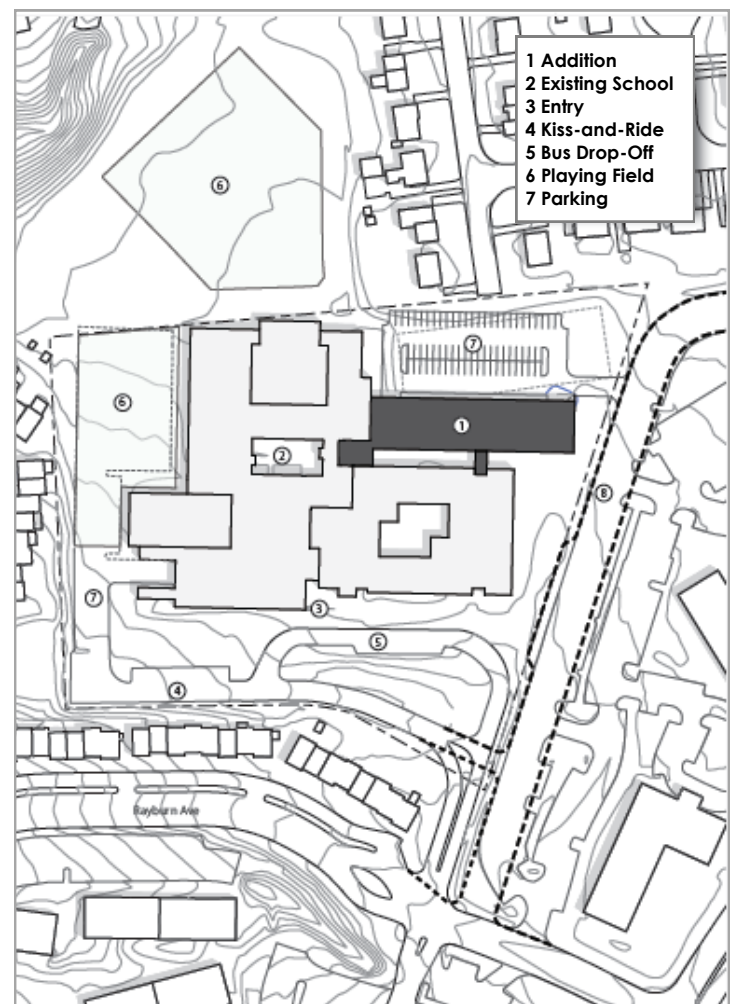 1 Addition
2 Existing School
3 Entry
4 Kiss-and-Ride
5 Bus Drop-Off
6 Playing Field
7 Parking
6
7
6
1
2
8
7
3
5
4
Rayburn Ave